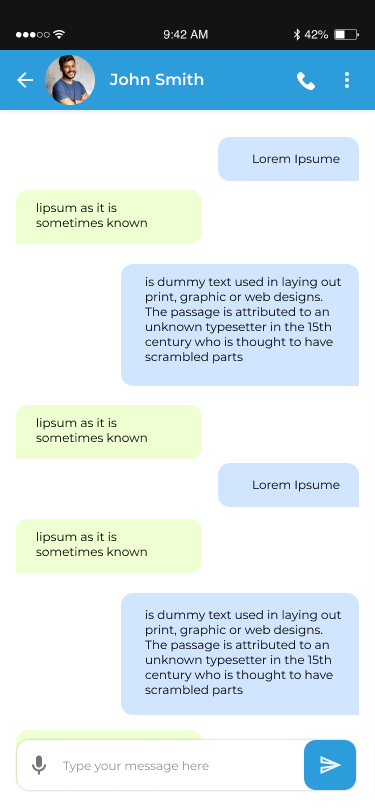 9:42 AM
42%
John Smith
Lorem Ipsume
lipsum as it is
sometimes known
is dummy text used in laying out
print, graphic or web designs.
The passage is attributed to an
unknown typesetter in the 15th
century who is thought to have
scrambled parts
lipsum as it is
sometimes known
Lorem Ipsume
lipsum as it is
sometimes known
is dummy text used in laying out
print, graphic or web designs.
The passage is attributed to an
unknown typesetter in the 15th
century who is thought to have
scrambled parts
Type your message here